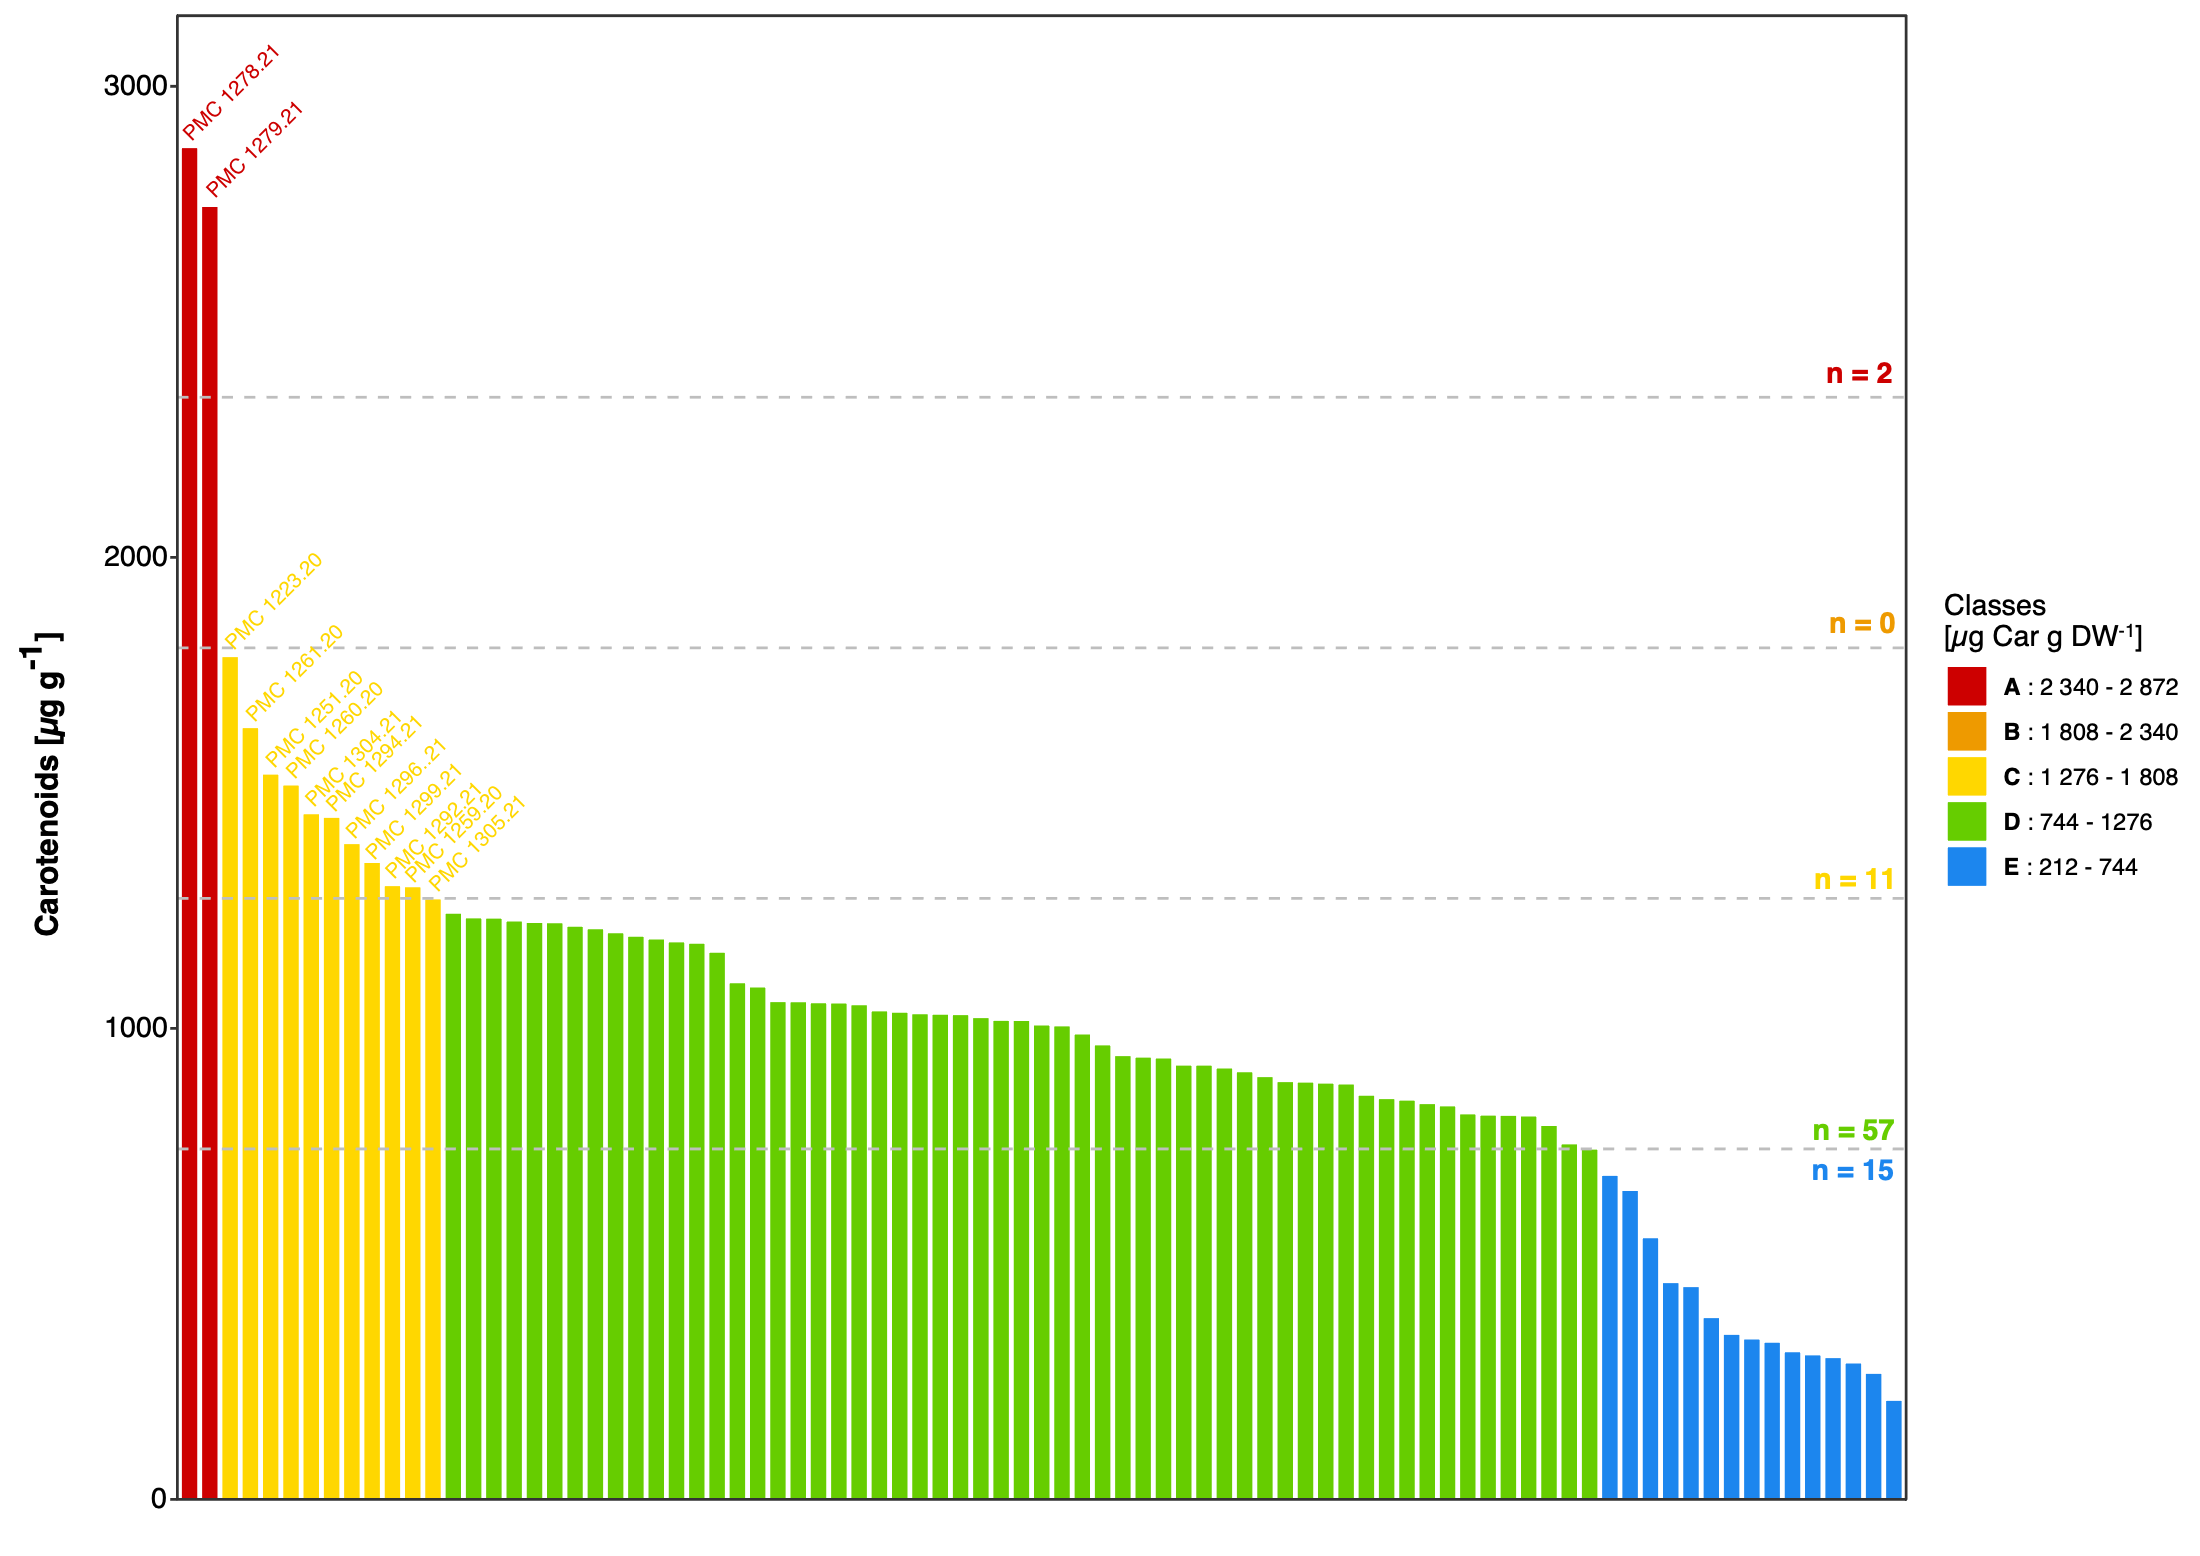 Carotenoids [µg g-1]
3000
2000
1000
0
PMC 1278.21
PMC 1279.21
PMC 1223.20
PMC 1261.20
PMC 1251.20
PMC 1260.20
PMC 1304.21
PMC 1294.21
PMC 1296..21
PMC 1299.21
PMC 1292.21
PMC 1259.20
PMC 1305.21
n = 2
n = 0
n = 11
n = 57
n = 15
Classes
[µg Car g DW-1]
A : 2 340 - 2 872
B : 1 808 - 2 340
C : 1 276 - 1 808
D : 744 - 1276
E : 212 - 744